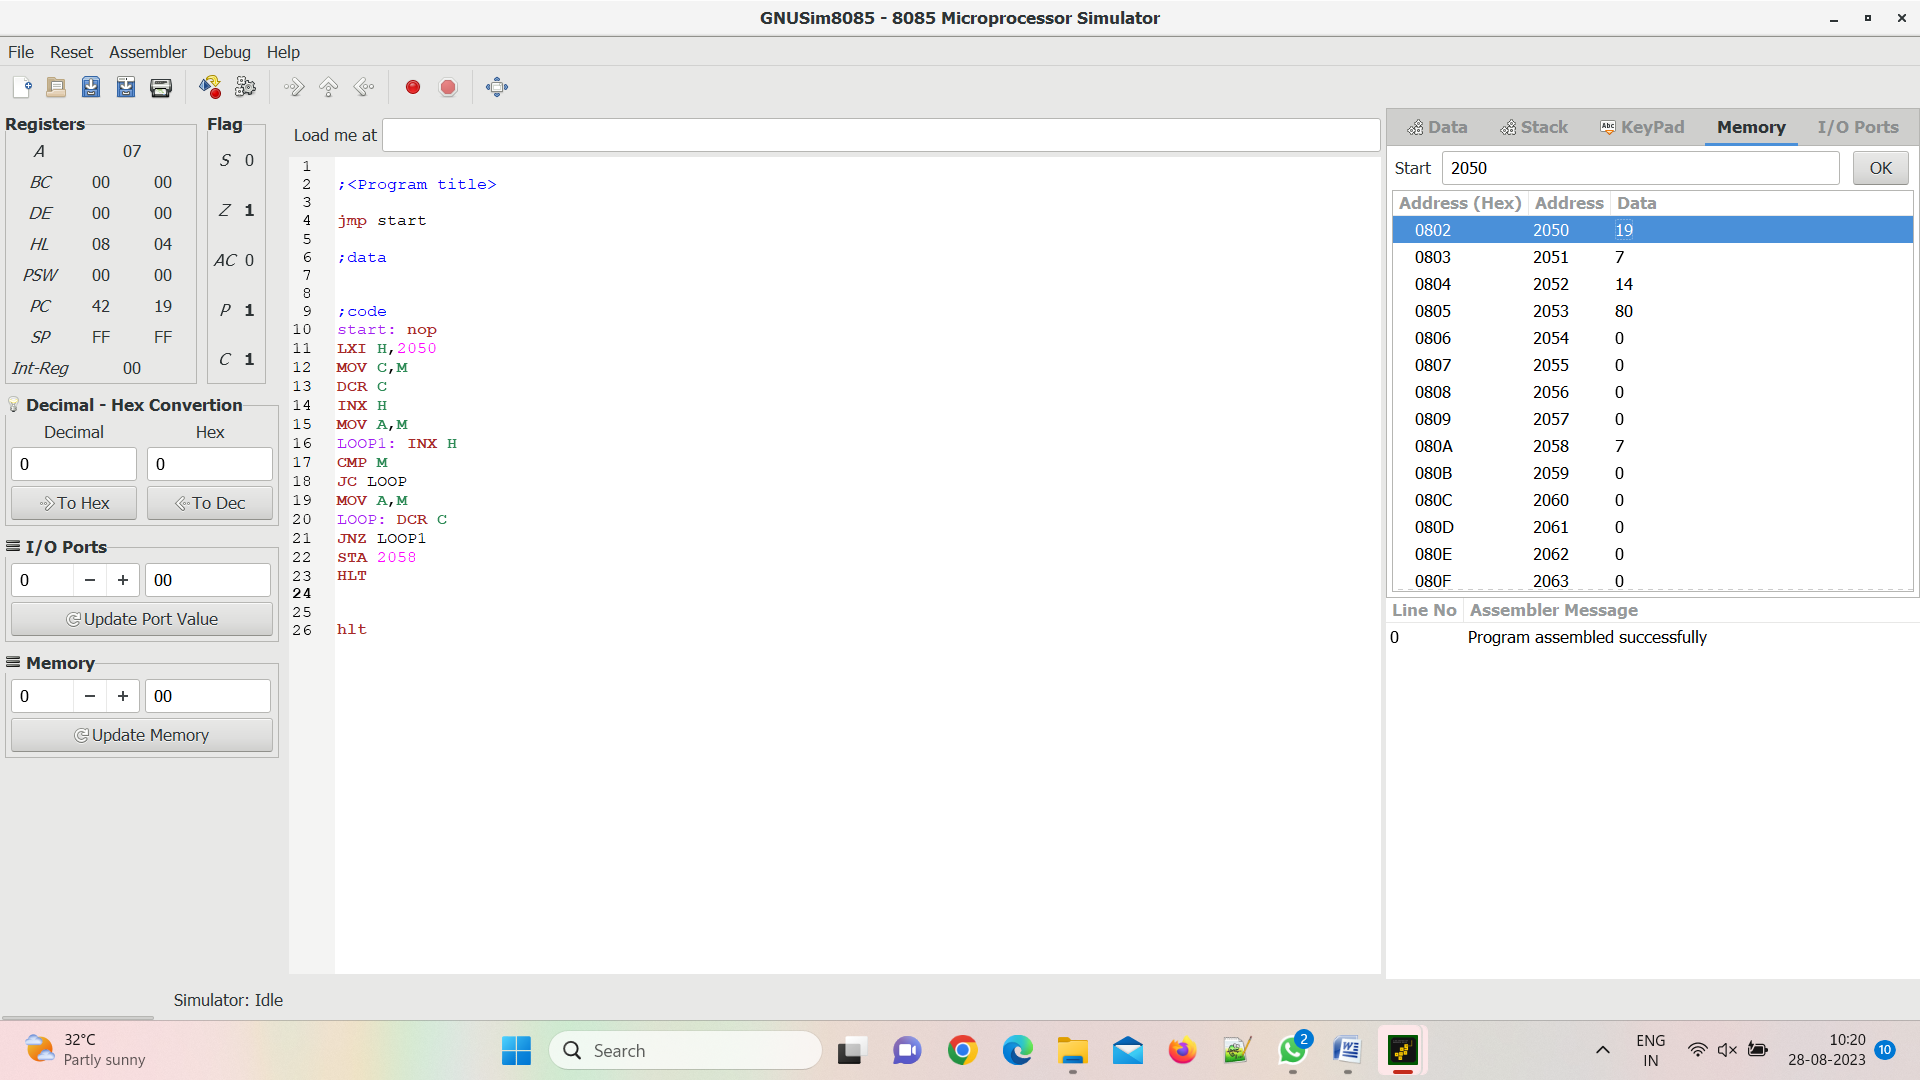 GNUSim8085 - 8085 Microprocessor Simulator
File Reset Assembler Debug Help
Registers
A 07
BC 00 00
DE 00 00
HL 08 04
PSW 00 00
PC 42 19
SP FF FF
Int-Reg 00
Flag
S 0
Z 1
AC 0
P 1
C 1
Decimal - Hex Convertion
Decimal Hex
0 0
To Hex To Dec
I/O Ports
0 − + 00
Update Port Value
Memory
0 − + 00
Update Memory
Load me at
1
2 ;<Program title>
3
4 jmp start
5
6 ;data
7
8
9 ;code
10 start: nop
11 LXI H,2050
12 MOV C,M
13 DCR C
14 INX H
15 MOV A,M
16 LOOP1: INX H
17 CMP M
18 JC LOOP
19 MOV A,M
20 LOOP: DCR C
21 JNZ LOOP1
22 STA 2058
23 HLT
24
25
26 hlt
Data Stack Abc KeyPad Memory I/O Ports
Start 2050 OK
Address (Hex) Address Data
0802 2050 19
0803 2051 7
0804 2052 14
0805 2053 80
0806 2054 0
0807 2055 0
0808 2056 0
0809 2057 0
080A 2058 7
080B 2059 0
080C 2060 0
080D 2061 0
080E 2062 0
080F 2063 0
Line No Assembler Message
0 Program assembled successfully
Simulator: Idle
32°C
Partly sunny
Search
2
ENG
IN
10:20
28-08-2023
10